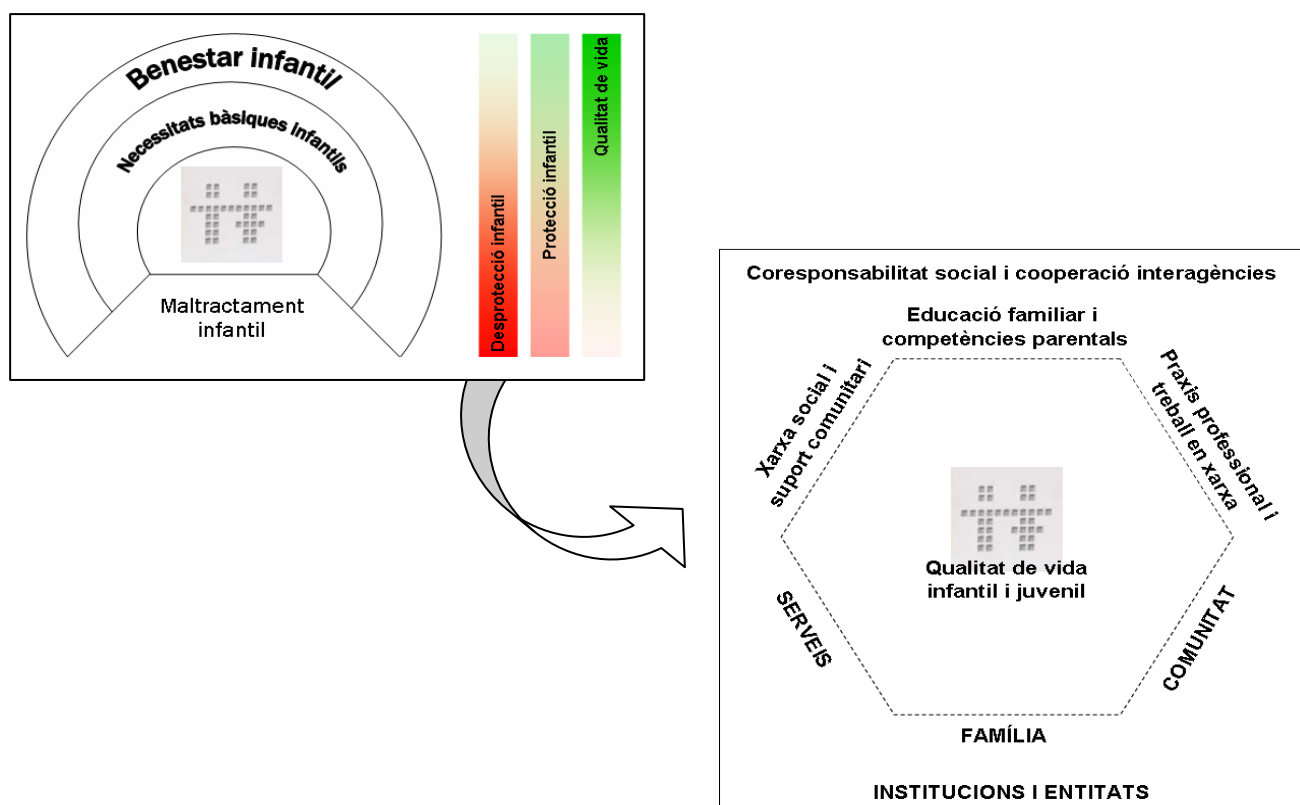 Benestar infantil
Necessitats bàsiques infantils
Maltractament
infantil
Desprotecció infantil
Protecció infantil
Qualitat de vida
Coresponsabilitat social i cooperació interagències
Educació familiar i
competències parentals
Xarxa social i
suport comunitari
Praxis professional i
treball en xarxa
Qualitat de vida
infantil i juvenil
SERVEIS
COMUNITAT
FAMÍLIA
INSTITUCIONS I ENTITATS